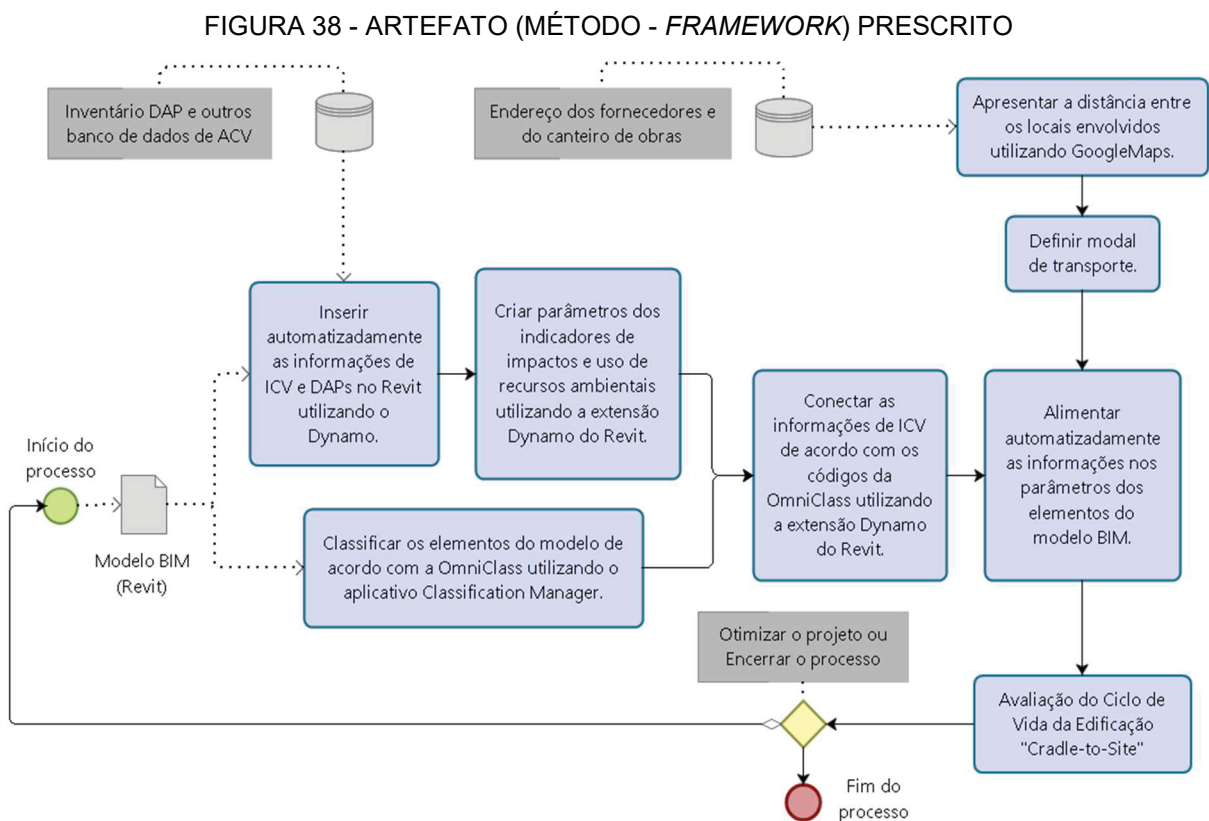 FIGURA 38 - ARTEFATO (MÉTODO - FRAMEWORK) PRESCRITO
Inventário DAP e outros
banco de dados de ACV
Endereço dos fornecedores e
do canteiro de obras
Apresentar a distância entre
os locais envolvidos
utilizando GoogleMaps.
Definir modal
de transporte.
Inserir
automatizadamente
as informações de
ICV e DAPs no Revit
utilizando o
Dynamo.
Criar parâmetros dos
indicadores de
impactos e uso de
recursos ambientais
utilizando a extensão
Dynamo do Revit.
Conectar as
informações de ICV
de acordo com os
códigos da
OmniClass utilizando
a extensão Dynamo
do Revit.
Alimentar
automatizadamente
as informações nos
parâmetros dos
elementos do
modelo BIM.
Início do
processo
Modelo BIM
(Revit)
Classificar os elementos do modelo de
acordo com a OmniClass utilizando o
aplicativo Classification Manager.
Otimizar o projeto ou
Encerrar o processo
Avaliação do Ciclo de
Vida da Edificação
"Cradle-to-Site"
Fim do
processo